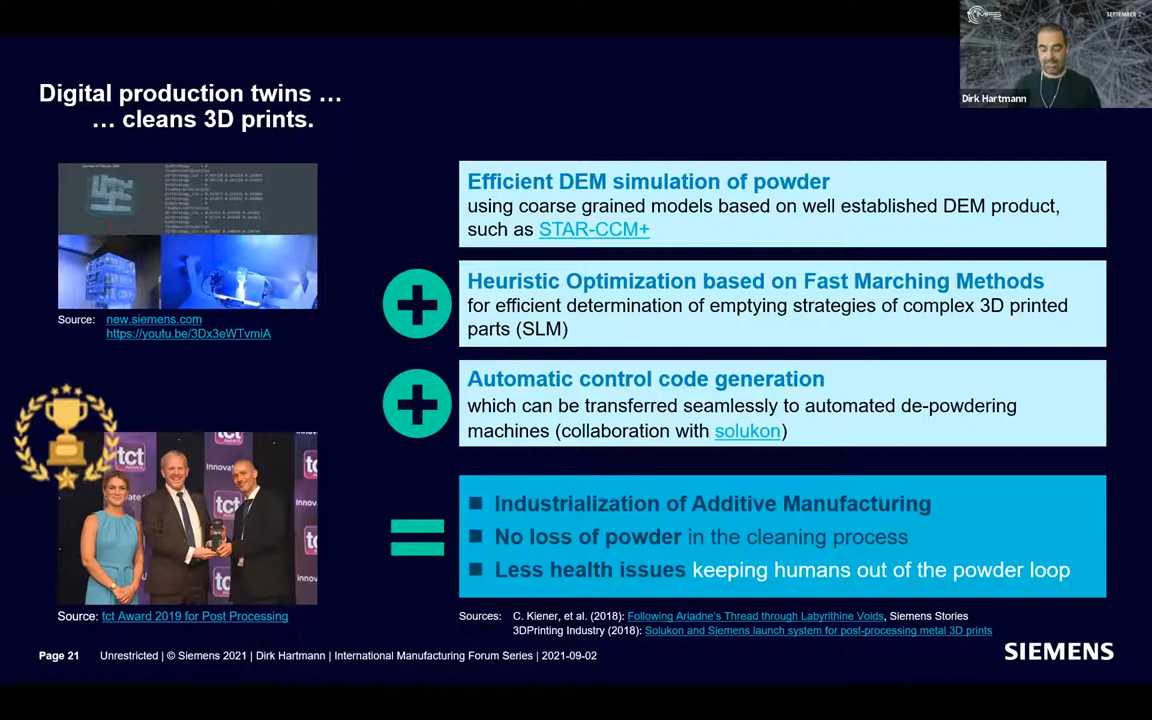 IMFS
SEPTEMBER 2
Dirk Hartmann
Digital production twins …
… cleans 3D prints.
Efficient DEM simulation of powder
using coarse grained models based on well established DEM product,
such as STAR-CCM+
Heuristic Optimization based on Fast Marching Methods
for efficient determination of emptying strategies of complex 3D printed
parts (SLM)
Source: new.siemens.com
https://youtu.be/3Dx3eWTvmiA
Automatic control code generation
which can be transferred seamlessly to automated de-powdering
machines (collaboration with solukon)
tct
Innovate
tct
Industrialization of Additive Manufacturing
No loss of powder in the cleaning process
Less health issues keeping humans out of the powder loop
Source: tct Award 2019 for Post Processing
Sources: C. Kiener, et al. (2018): Following Ariadne's Thread through Labyrinthine Voids, Siemens Stories
3DPrinting Industry (2018): Solukon and Siemens launch system for post-processing metal 3D prints
Page 21 Unrestricted | © Siemens 2021 | Dirk Hartmann | International Manufacturing Forum Series | 2021-09-02
SIEMENS